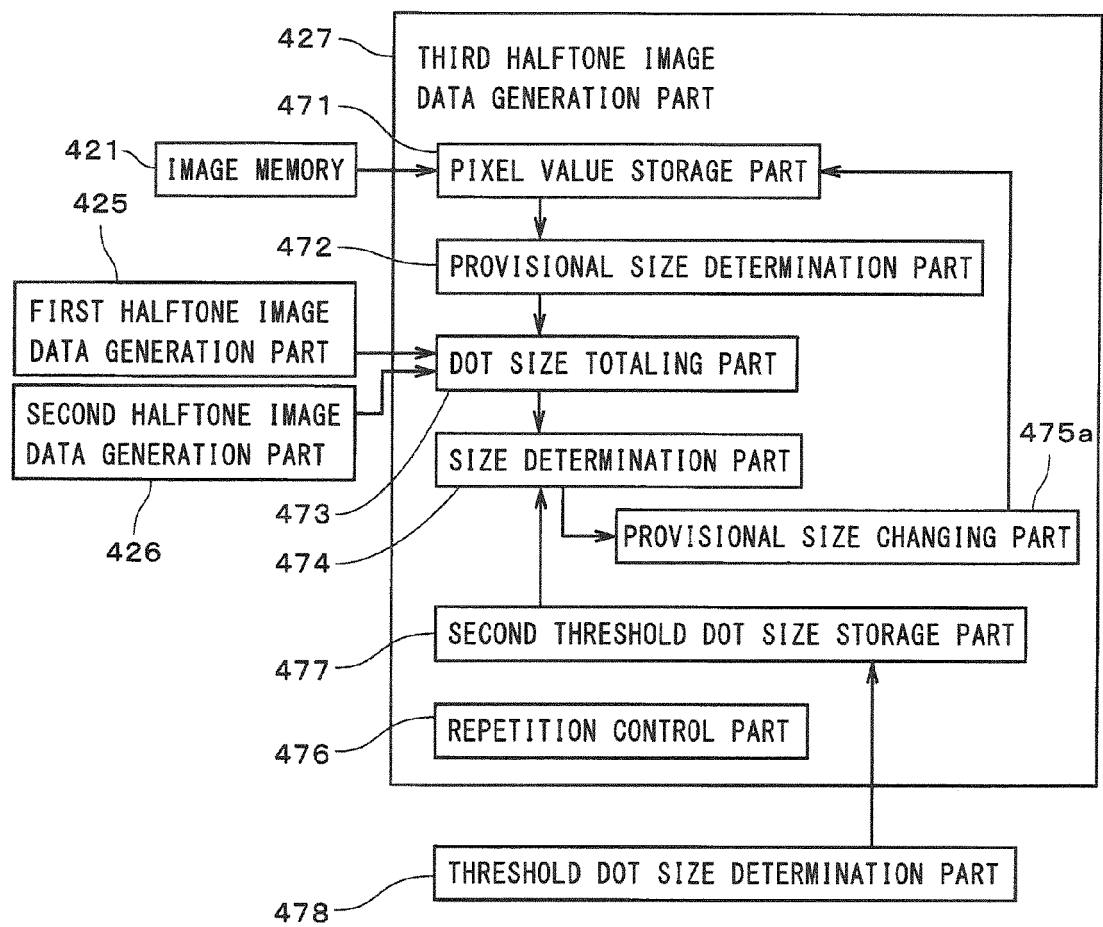 427
THIRD HALFTONE IMAGE
DATA GENERATION PART
471
421
IMAGE MEMORY
PIXEL VALUE STORAGE PART
425
472
PROVISIONAL SIZE DETERMINATION PART
FIRST HALFTONE IMAGE
DATA GENERATION PART
DOT SIZE TOTALING PART
SECOND HALFTONE IMAGE
DATA GENERATION PART
475a
SIZE DETERMINATION PART
473
426
PROVISIONAL SIZE CHANGING PART
474
SECOND THRESHOLD DOT SIZE STORAGE PART
477
REPETITION CONTROL PART
476
THRESHOLD DOT SIZE DETERMINATION PART
478